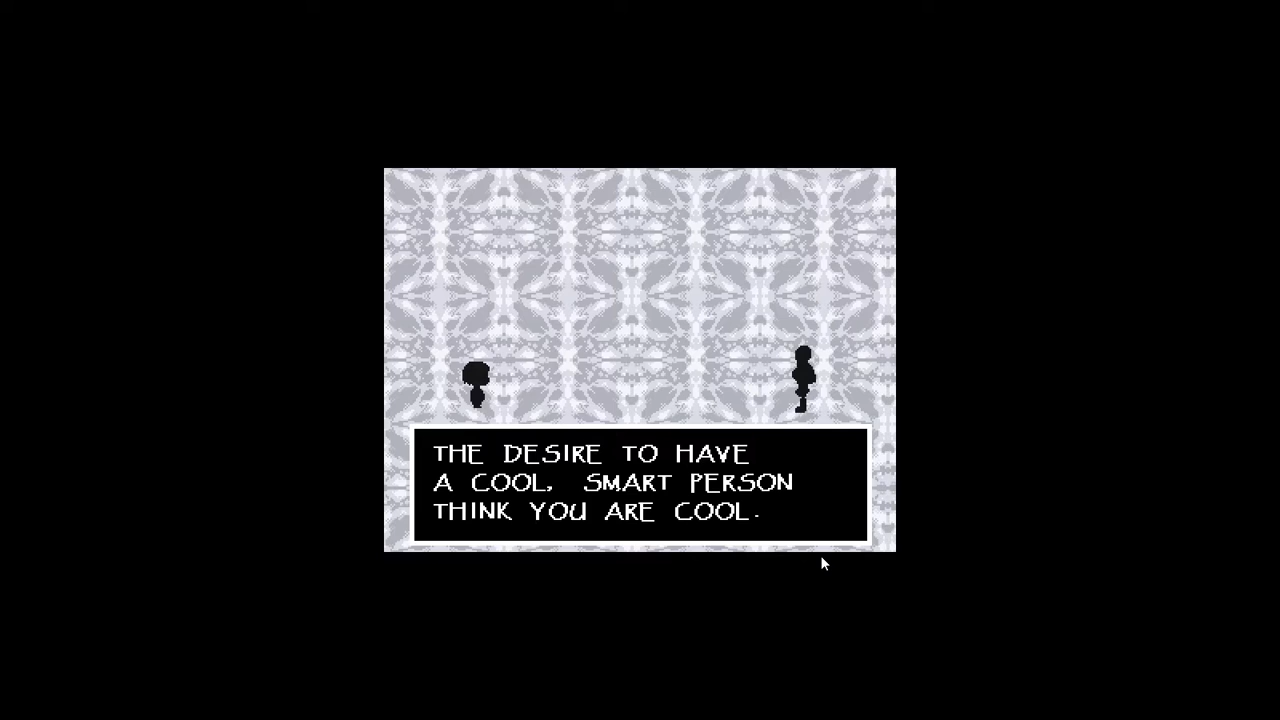 THE DESIRE TO HAVE
A COOL, SMART PERSON
THINK YOU ARE COOL.